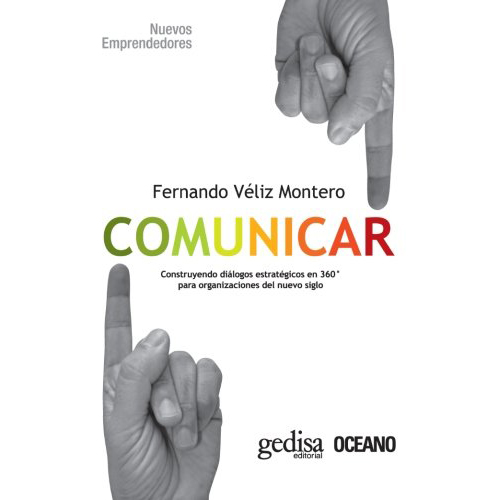 Nuevos
Emprendedores
Fernando Véliz Montero
COMUNICAR
Construyendo diálogos estratégicos en 360°
para organizaciones del nuevo siglo
gedisa
editorial
OCEANO